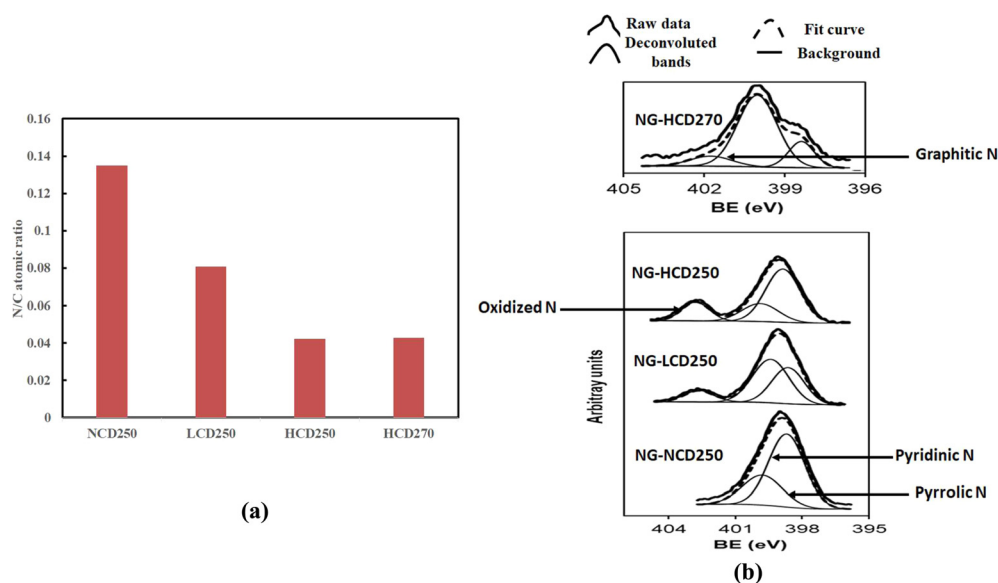 0.16
0.14
0.12
0.1
0.08
0.06
0.04
0.02
0
N/C atomic ratio
NCD250 LCD250 HCD250 HCD270
(a)
Raw data
Deconvoluted
bands
Fit curve
Background
NG-HCD270
Graphitic N
405 402 399 396
BE (eV)
NG-HCD250
Oxidized N
NG-LCD250
Arbitray units
NG-NCD250
Pyridinic N
Pyrrolic N
404 401 398 395
BE (eV)
(b)